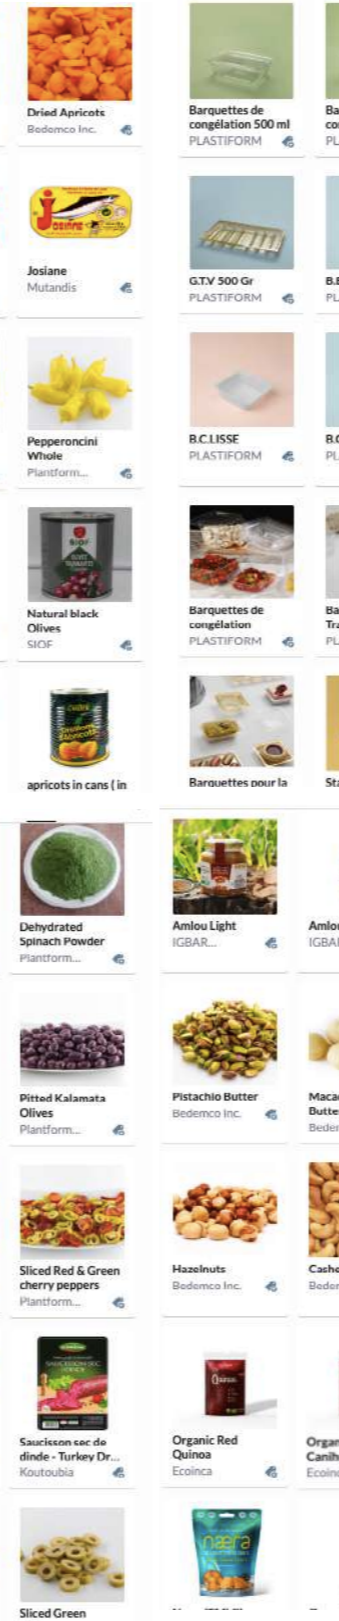 Dried Apricots
Bedemco Inc.
Josiane
Mutandis
Pepperoncini
Whole
Plantform...
SIOF
Natural black
Olives
SIOF
apricots in cans ( in
Barquettes de
congélation 500 ml
PLASTIFORM
G.T.V 500 Gr
PLASTIFORM
B.C.LISSE
PLASTIFORM
Barquettes de
congélation
PLASTIFORM
Barquettes pour la
Dehydrated
Spinach Powder
Plantform...
Pitted Kalamata
Olives
Plantform...
Sliced Red & Green
cherry peppers
Plantform...
Saucisson sec de
dinde - Turkey Dr...
Koutoubia
Sliced Green
Amlou Light
IGBAR...
Pistachio Butter
Bedemco Inc.
Hazelnuts
Bedemco Inc.
Organic Red
Quinoa
Ecoinca
næra